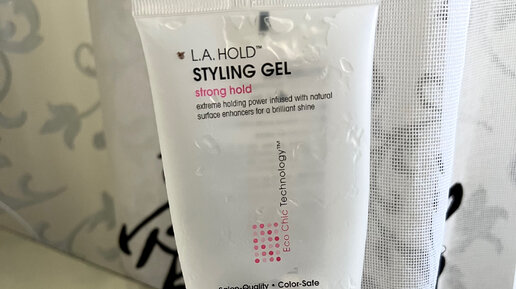 L.A. HOLD™
STYLING GEL
strong hold
extreme holding power infused with natural
surface enhancers for a brilliant shine
Eco Chic Technology™
Salon-Quality • Color-Safe